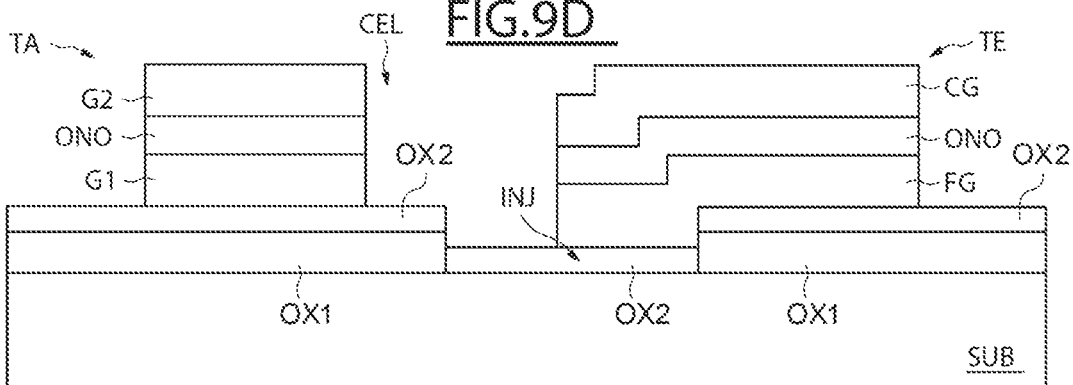 FIG.9D
TA
CEL
TE
G2
CG
ONO
ONO
OX2
OX2
G1
FG
INJ
OX1
OX2
OX1
SUB